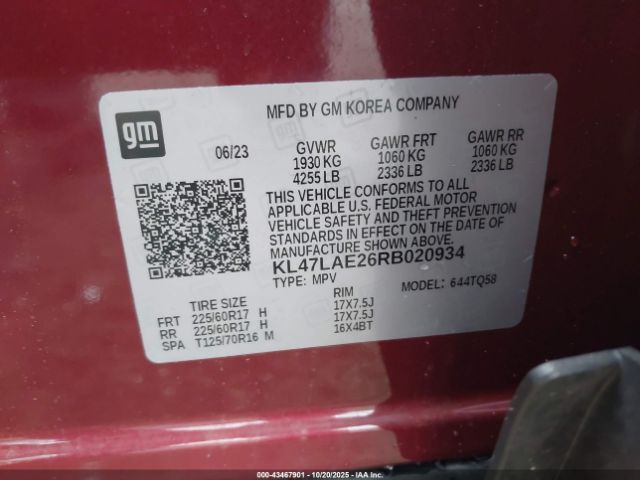 MFD BY GM KOREA COMPANY
gm
06/23
GVWR GAWR FRT GAWR RR
1930 KG 1060 KG 1060 KG
4255 LB 2336 LB 2336 LB
THIS VEHICLE CONFORMS TO ALL
APPLICABLE U.S. FEDERAL MOTOR
VEHICLE SAFETY AND THEFT PREVENTION
STANDARDS IN EFFECT ON THE DATE OF
MANUFACTURE SHOWN ABOVE.
KL47LAE26RB020934
TYPE: MPV MODEL: 644TQ58
TIRE SIZE RIM
FRT 225/60R17 H 17X7.5J
RR 225/60R17 H 17X7.5J
SPA T125/70R16 M 16X4BT
000-43467901 - 10/20/2025 - IAA Inc.